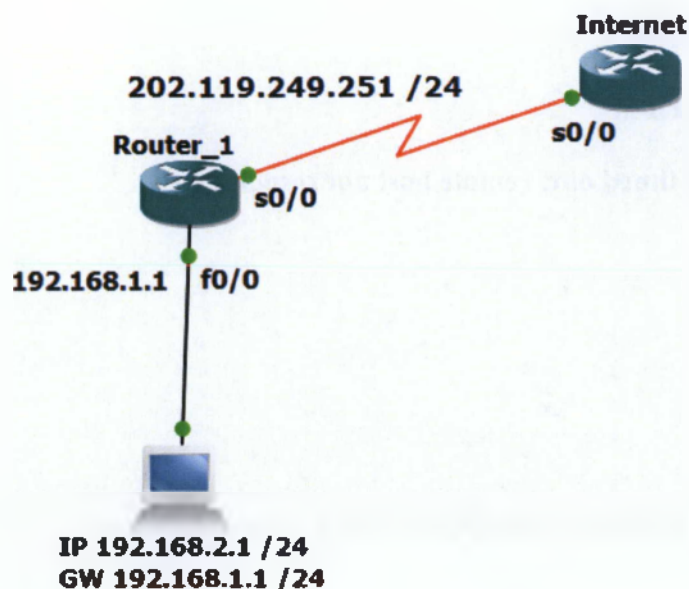 Internet
202.119.249.251 /24
Router_1
s0/0
s0/0
192.168.1.1 f0/0
IP 192.168.2.1 /24
GW 192.168.1.1 /24